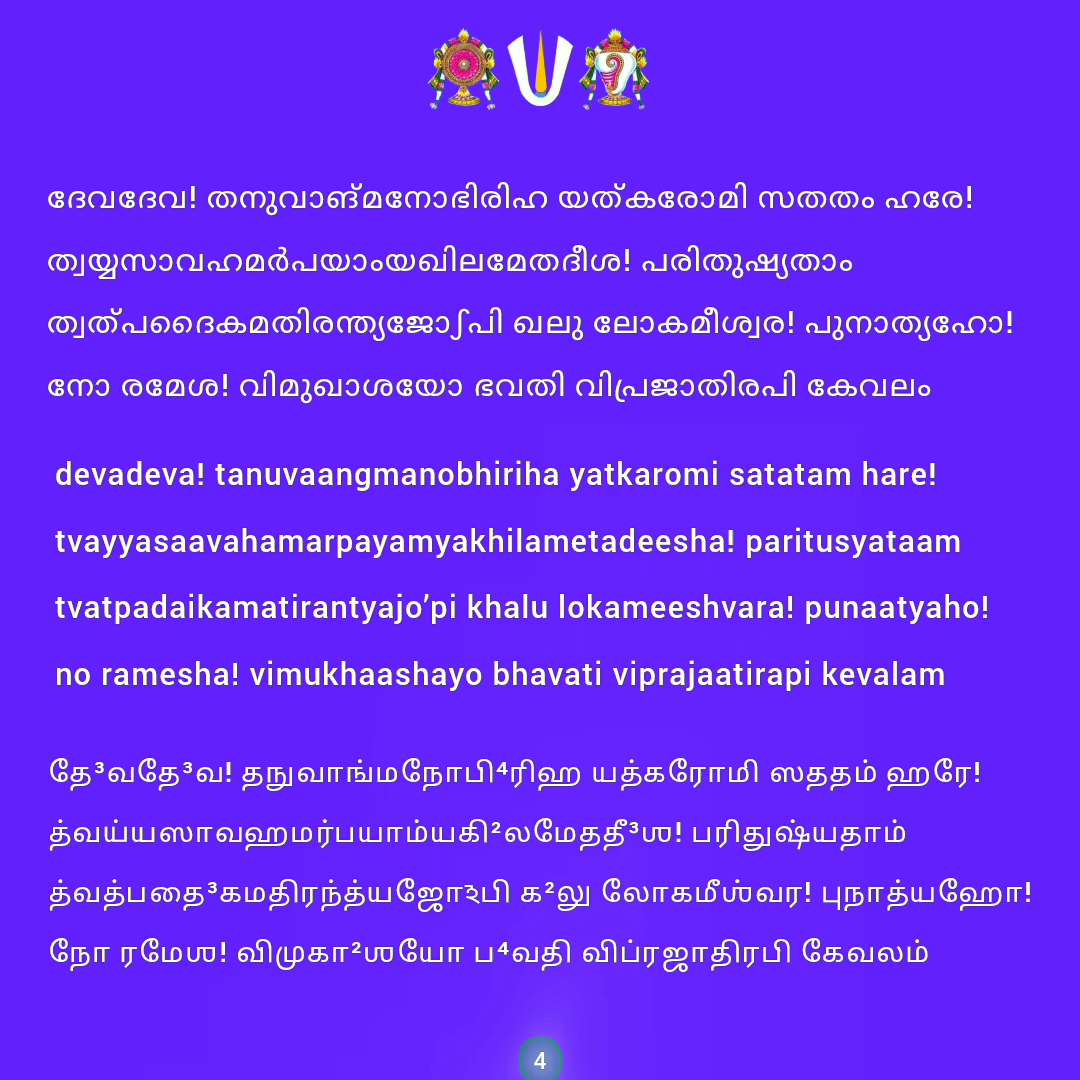 ദേവദേവ! തനുവാങ്മനോഭിരിഹ യത്കരോമി സതതം ഹരേ!
ത്വയ്യസാവഹമർപയാംയഖിലമേതദീശ! പരിതുഷ്യതാം
ത്വത്പദൈകമതിരന്ത്യജോഽപി ഖലു ലോകമീശ്വര! പുനാത്യഹോ!
നോ രമേശ! വിമുഖാശയോ ഭവതി വിപ്രജാതിരപി കേവലം
devadeva! tanuvaangmanobhiriha yatkaromi satatam hare!
tvayyasaavahamarpayamyakhilametadeesha! paritusyataam
tvatpadaikamatirantyajo’pi khalu lokameeshvara! punaatyaho!
no ramesha! vimukhaashayo bhavati viprajaatirapi kevalam
தே³வதே³வ! தநுவாங்மநோபி⁴ரிஹ யத்கரோமி ஸததம் ஹரே!
த்வய்யஸாவஹமர்பயாம்யகி²லமேததீ³ஶ! பரிதுஷ்யதாம்
த்வத்பதை³கமதிரந்த்யஜோঽபி க²லு லோகமீஶ்வர! புநாத்யஹோ!
நோ ரமேஶ! விமுகா²ஶயோ ப⁴வதி விப்ரஜாதிரபி கேவலம்
4